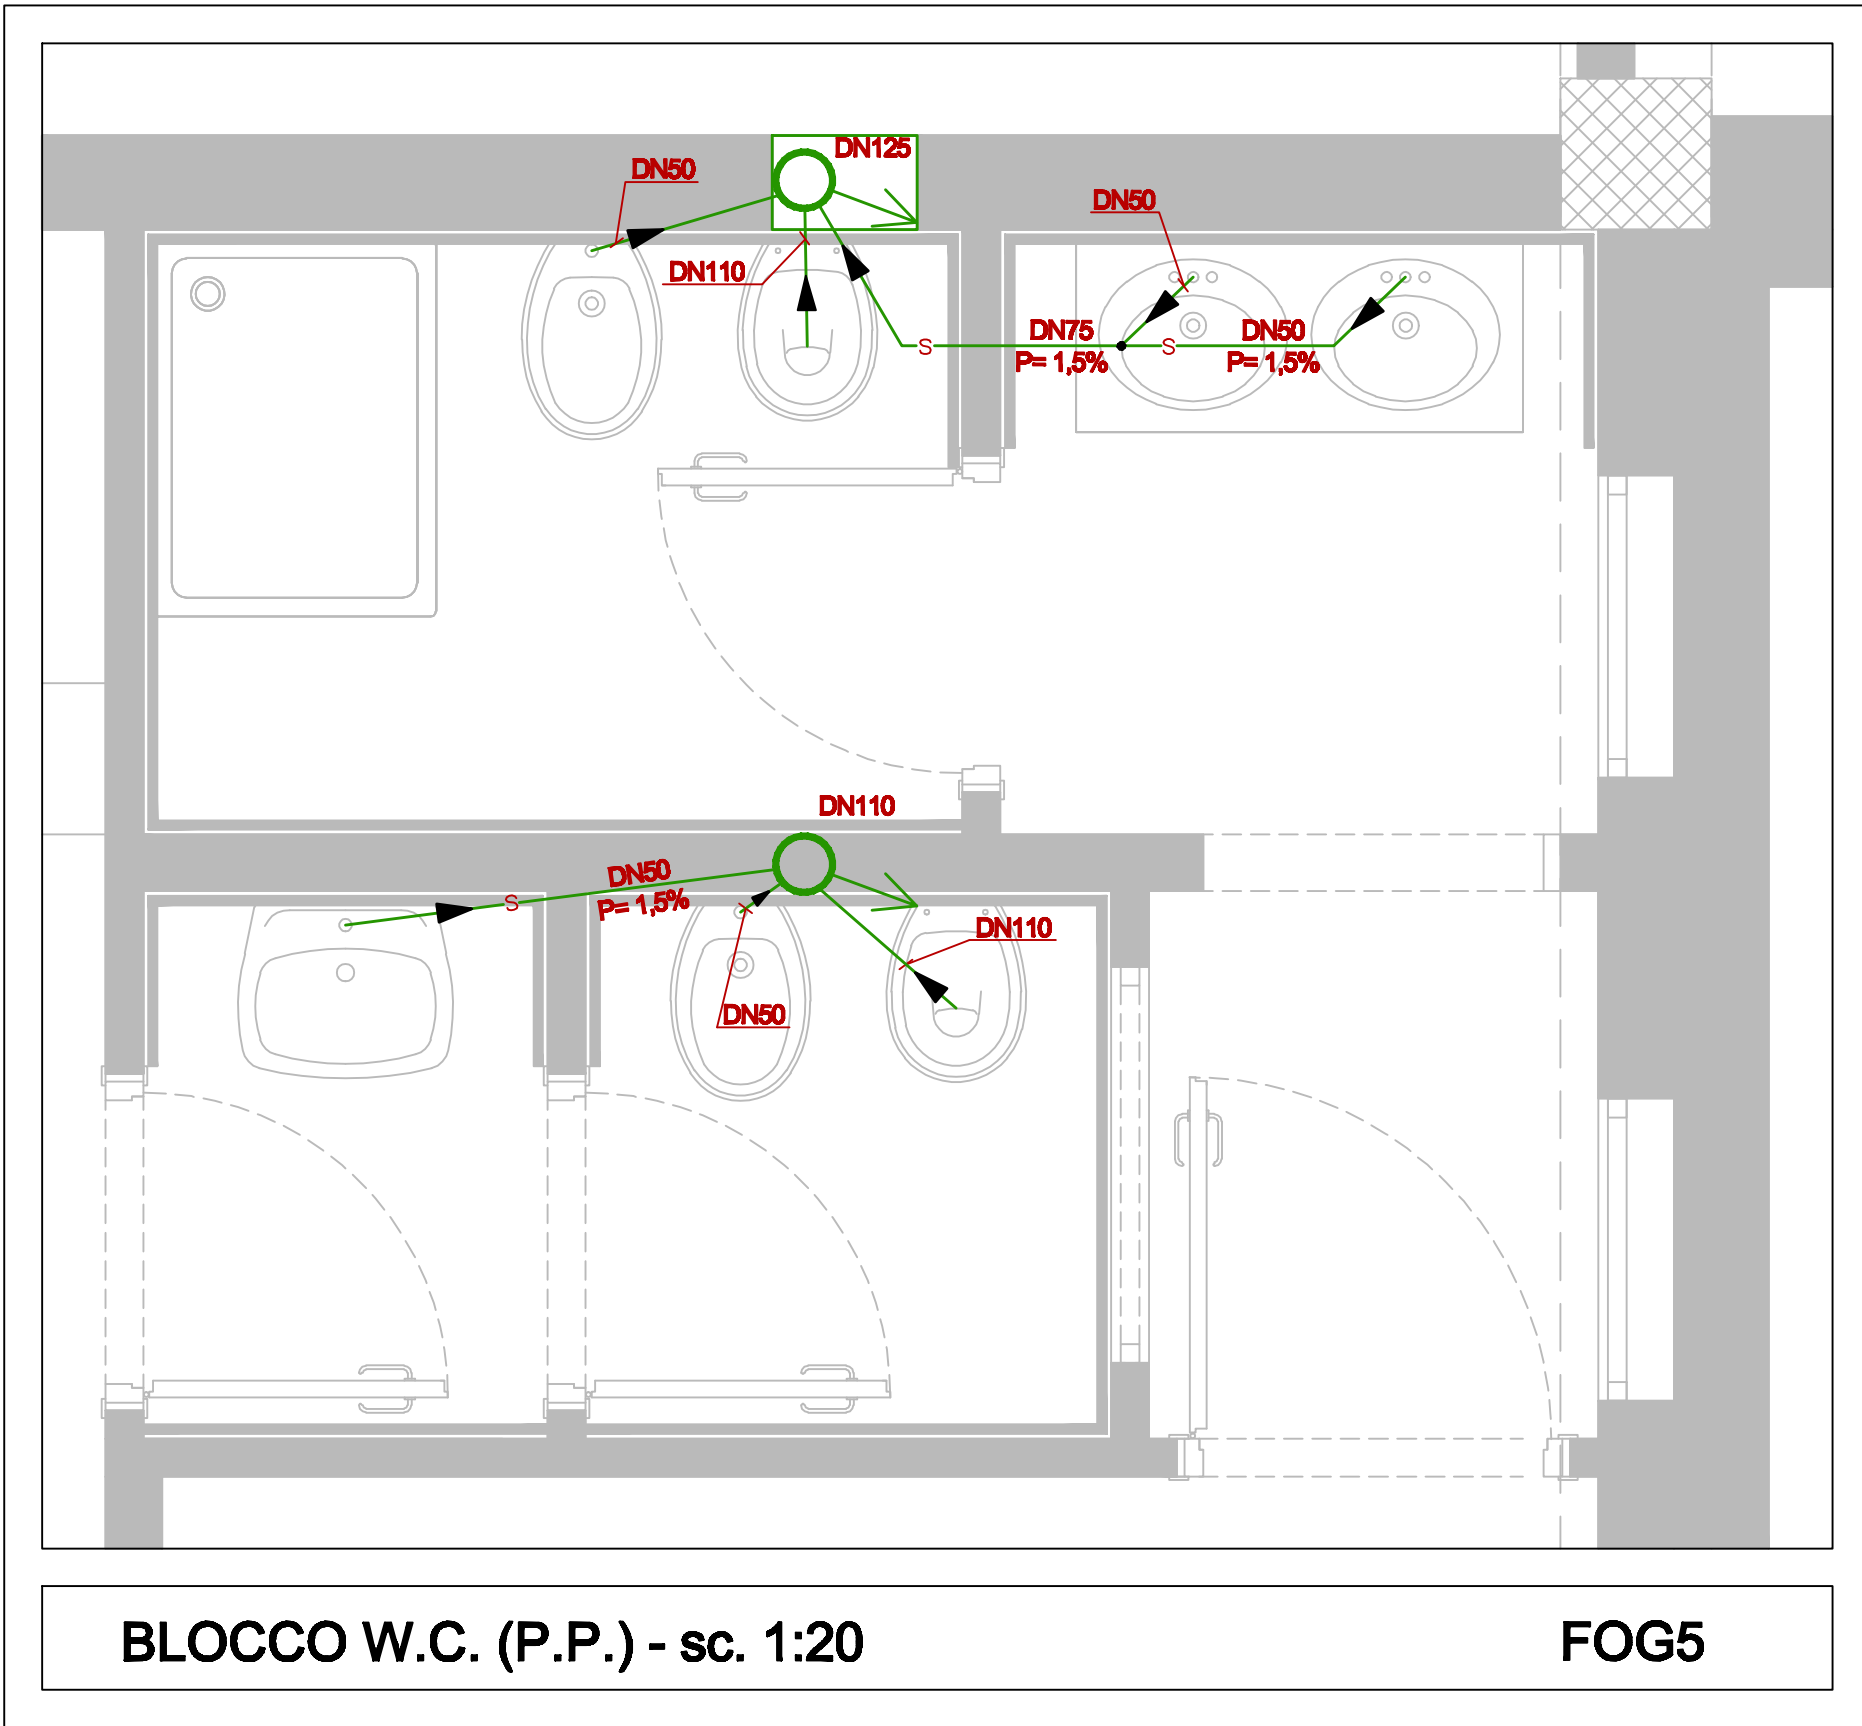 DN125
DN50
DN50
DN110
DN75
DN50
S
S
P= 1,5%
P= 1,5%
DN110
DN50
S
P= 1,5%
DN110
DN50
BLOCCO W.C. (P.P.) - sc. 1:20
FOG5